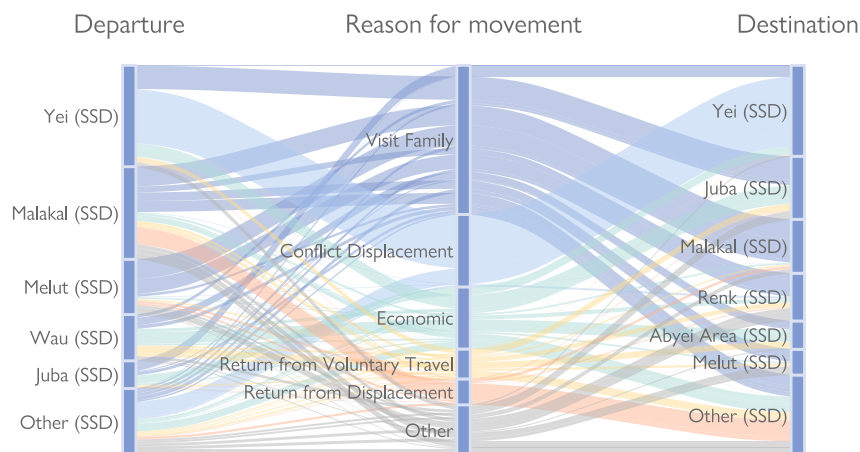 Departure
Reason for movement
Destination
Yei (SSD)
Malakal (SSD)
Melut (SSD)
Wau (SSD)
Juba (SSD)
Other (SSD)
Visit Family
Conflict Displacement
Economic
Return from Voluntary Travel
Return from Displacement
Other
Yei (SSD)
Juba (SSD)
Malakal (SSD)
Renk (SSD)
Abyei Area (SSD)
Melut (SSD)
Other (SSD)